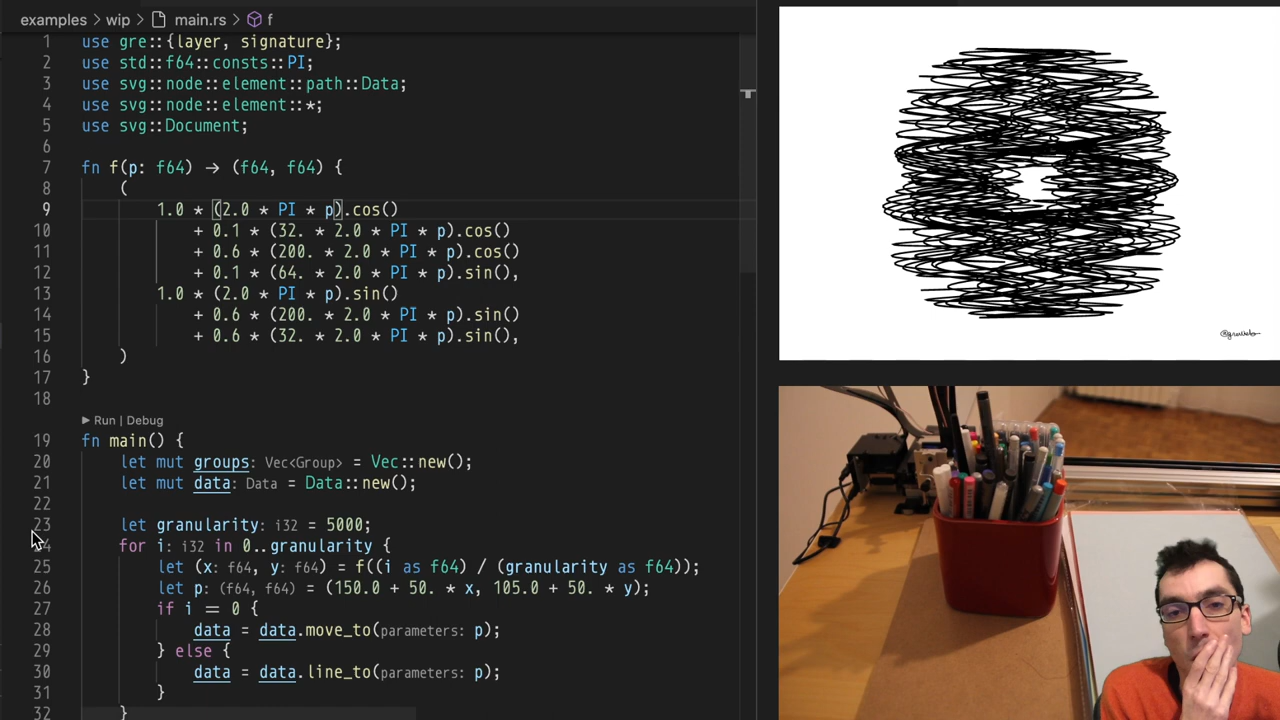 examples > wip > main.rs > f
1 use gre::{layer, signature};
2 use std::f64::consts::PI;
3 use svg::node::element::path::Data;
4 use svg::node::element::*;
5 use svg::Document;
6
7 fn f(p: f64) → (f64, f64) {
8 (
9 1.0 * (2.0 * PI * p).cos()
10 + 0.1 * (32. * 2.0 * PI * p).cos()
11 + 0.6 * (200. * 2.0 * PI * p).cos()
12 + 0.1 * (64. * 2.0 * PI * p).sin(),
13 1.0 * (2.0 * PI * p).sin()
14 + 0.6 * (200. * 2.0 * PI * p).sin()
15 + 0.6 * (32. * 2.0 * PI * p).sin(),
16 )
17 }
18
▶ Run | Debug
19 fn main() {
20 let mut groups: Vec<Group> = Vec::new();
21 let mut data: Data = Data::new();
22
23 let granularity: i32 = 5000;
24 for i: i32 in 0..granularity {
25 let (x: f64, y: f64) = f((i as f64) / (granularity as f64));
26 let p: (f64, f64) = (150.0 + 50. * x, 105.0 + 50. * y);
27 if i == 0 {
28 data = data.move_to(parameters: p);
29 } else {
30 data = data.line_to(parameters: p);
31 }
32 }